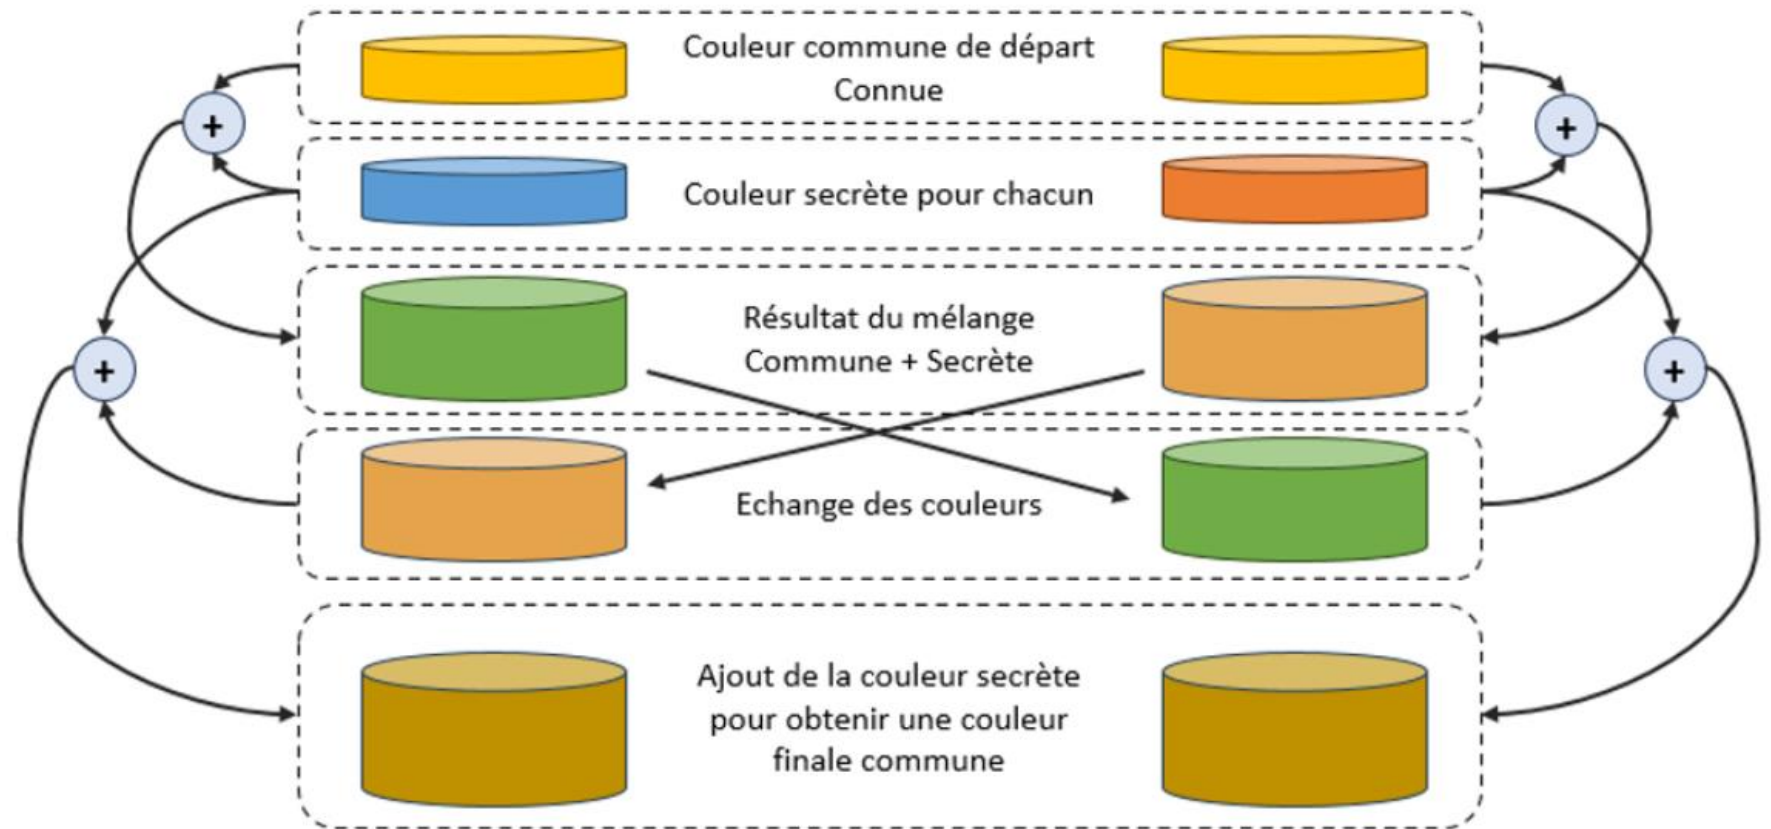 Couleur commune de départ
Connue
+
+
Couleur secrète pour chacun
Résultat du mélange
Commune + Secrète
+
+
Echange des couleurs
Ajout de la couleur secrète
pour obtenir une couleur
finale commune